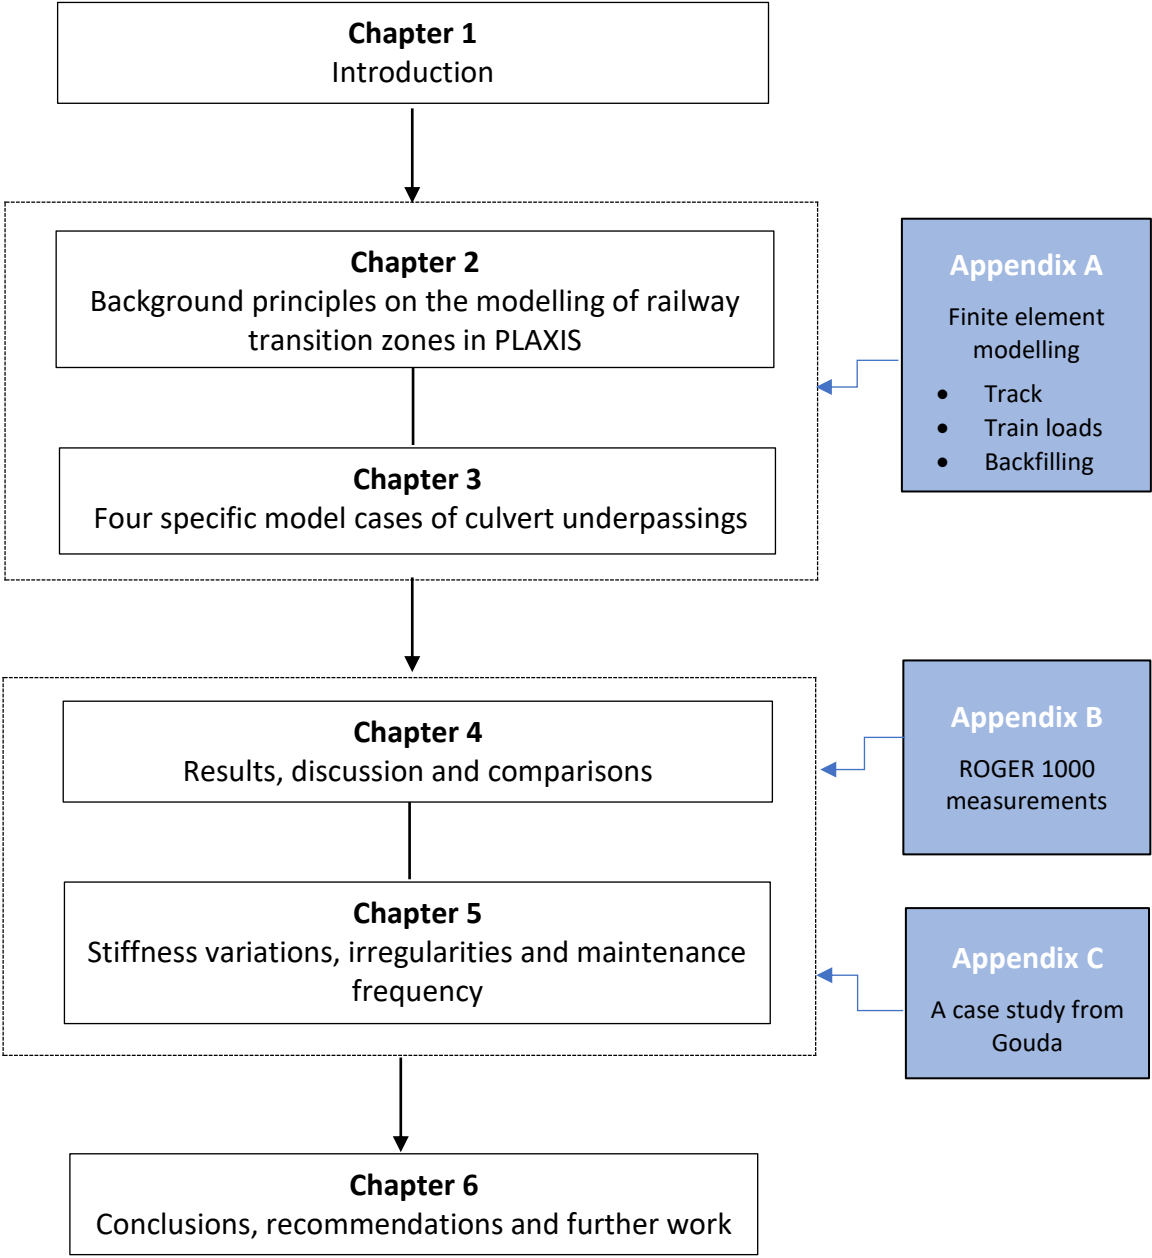 Chapter 1
Introduction
Chapter 2
Background principles on the modelling of railway
transition zones in PLAXIS
Chapter 3
Four specific model cases of culvert underpassings
Appendix A
Finite element
modelling
• Track
• Train loads
• Backfilling
Chapter 4
Results, discussion and comparisons
Chapter 5
Stiffness variations, irregularities and maintenance
frequency
Appendix B
ROGER 1000
measurements
Appendix C
A case study from
Gouda
Chapter 6
Conclusions, recommendations and further work